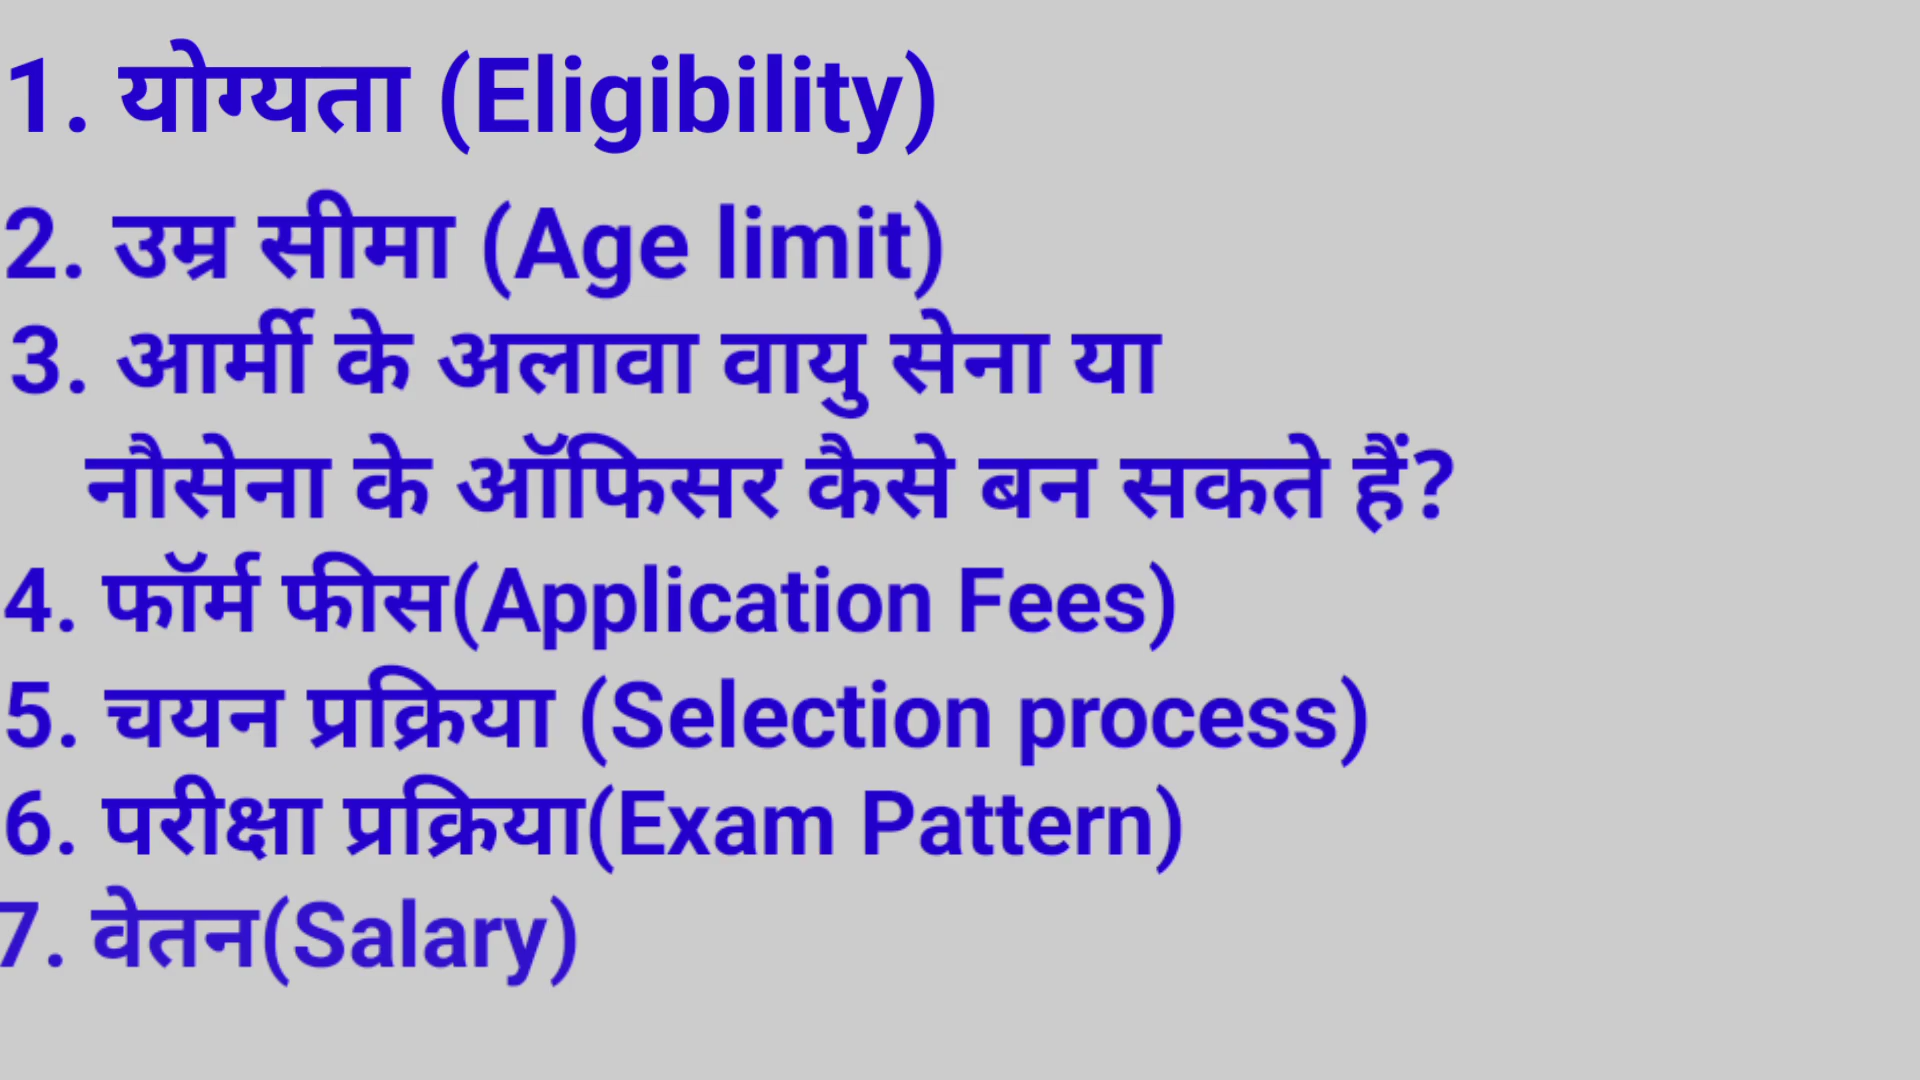 1. योग्यता (Eligibility)
2. उम्र सीमा (Age limit)
3. आर्मी के अलावा वायु सेना या
नौसेना के ऑफिसर कैसे बन सकते हैं?
4. फॉर्म फीस(Application Fees)
5. चयन प्रक्रिया (Selection process)
6. परीक्षा प्रक्रिया(Exam Pattern)
7. वेतन(Salary)